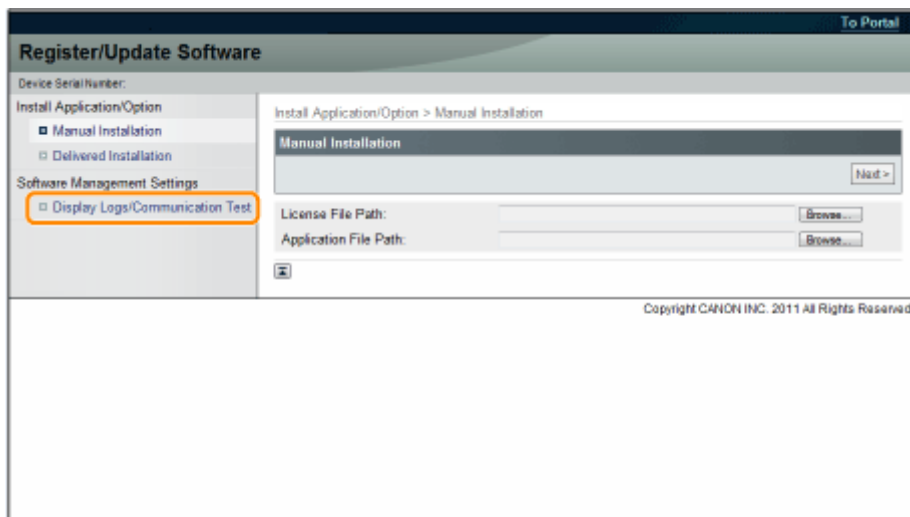 To Portal
Register/Update Software
Device Serial Number:
Install Application/Option
Manual Installation
Delivered Installation
Software Management Settings
Display Logs/Communication Test
Install Application/Option > Manual Installation
Manual Installation
Next >
License File Path:
Browse...
Application File Path:
Browse...
Copyright CANON INC. 2011 All Rights Reserved